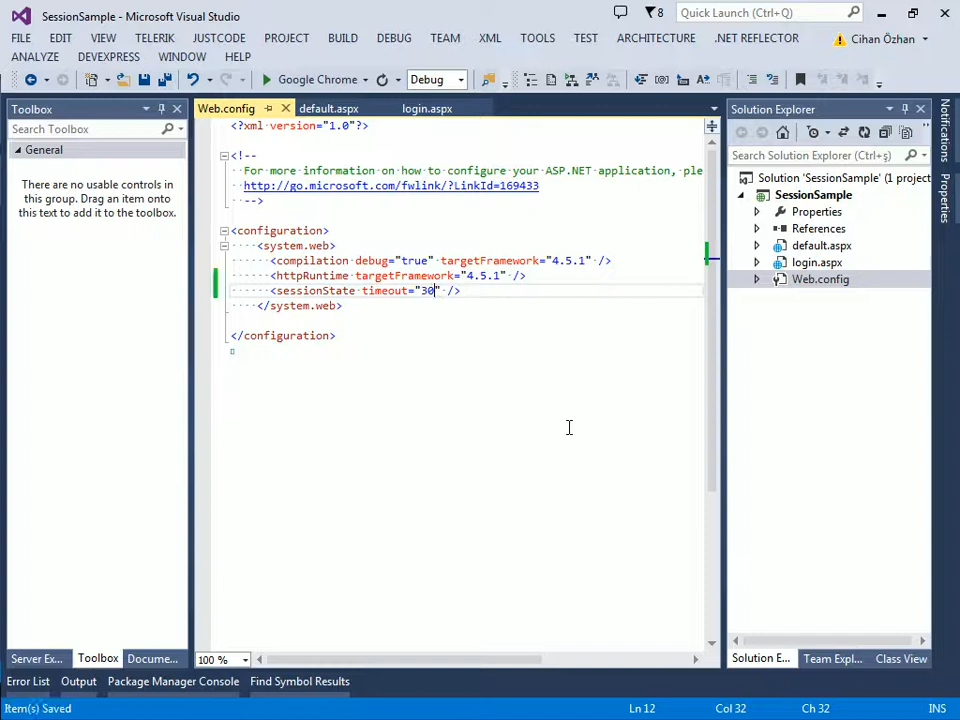 SessionSample - Microsoft Visual Studio
8
Quick Launch (Ctrl+Q)
FILE EDIT VIEW TELERIK JUSTCODE PROJECT BUILD DEBUG TEAM XML TOOLS TEST ARCHITECTURE .NET REFLECTOR
Cihan Özhan
ANALYZE DEVEXPRESS WINDOW HELP
Google Chrome
Debug
Toolbox
Search Toolbox
General
There are no usable controls in
this group. Drag an item onto
this text to add it to the toolbox.
Web.config
default.aspx
login.aspx
<?xml version="1.0"?>
<!--
For more information on how to configure your ASP.NET application, ple
http://go.microsoft.com/fwlink/?LinkId=169433
-->
<configuration>
<system.web>
<compilation debug="true" targetFramework="4.5.1" />
<httpRuntime targetFramework="4.5.1" />
<sessionState timeout="30" />
</system.web>
</configuration>
100 %
Solution Explorer
Search Solution Explorer (Ctrl+ş)
Solution 'SessionSample' (1 project
SessionSample
Properties
References
default.aspx
login.aspx
Web.config
Notifications
Properties
Server Ex... Toolbox Docume...
Solution E... Team Expl... Class View
Error List Output Package Manager Console Find Symbol Results
Item(s) Saved
Ln 12
Col 32
Ch 32
INS